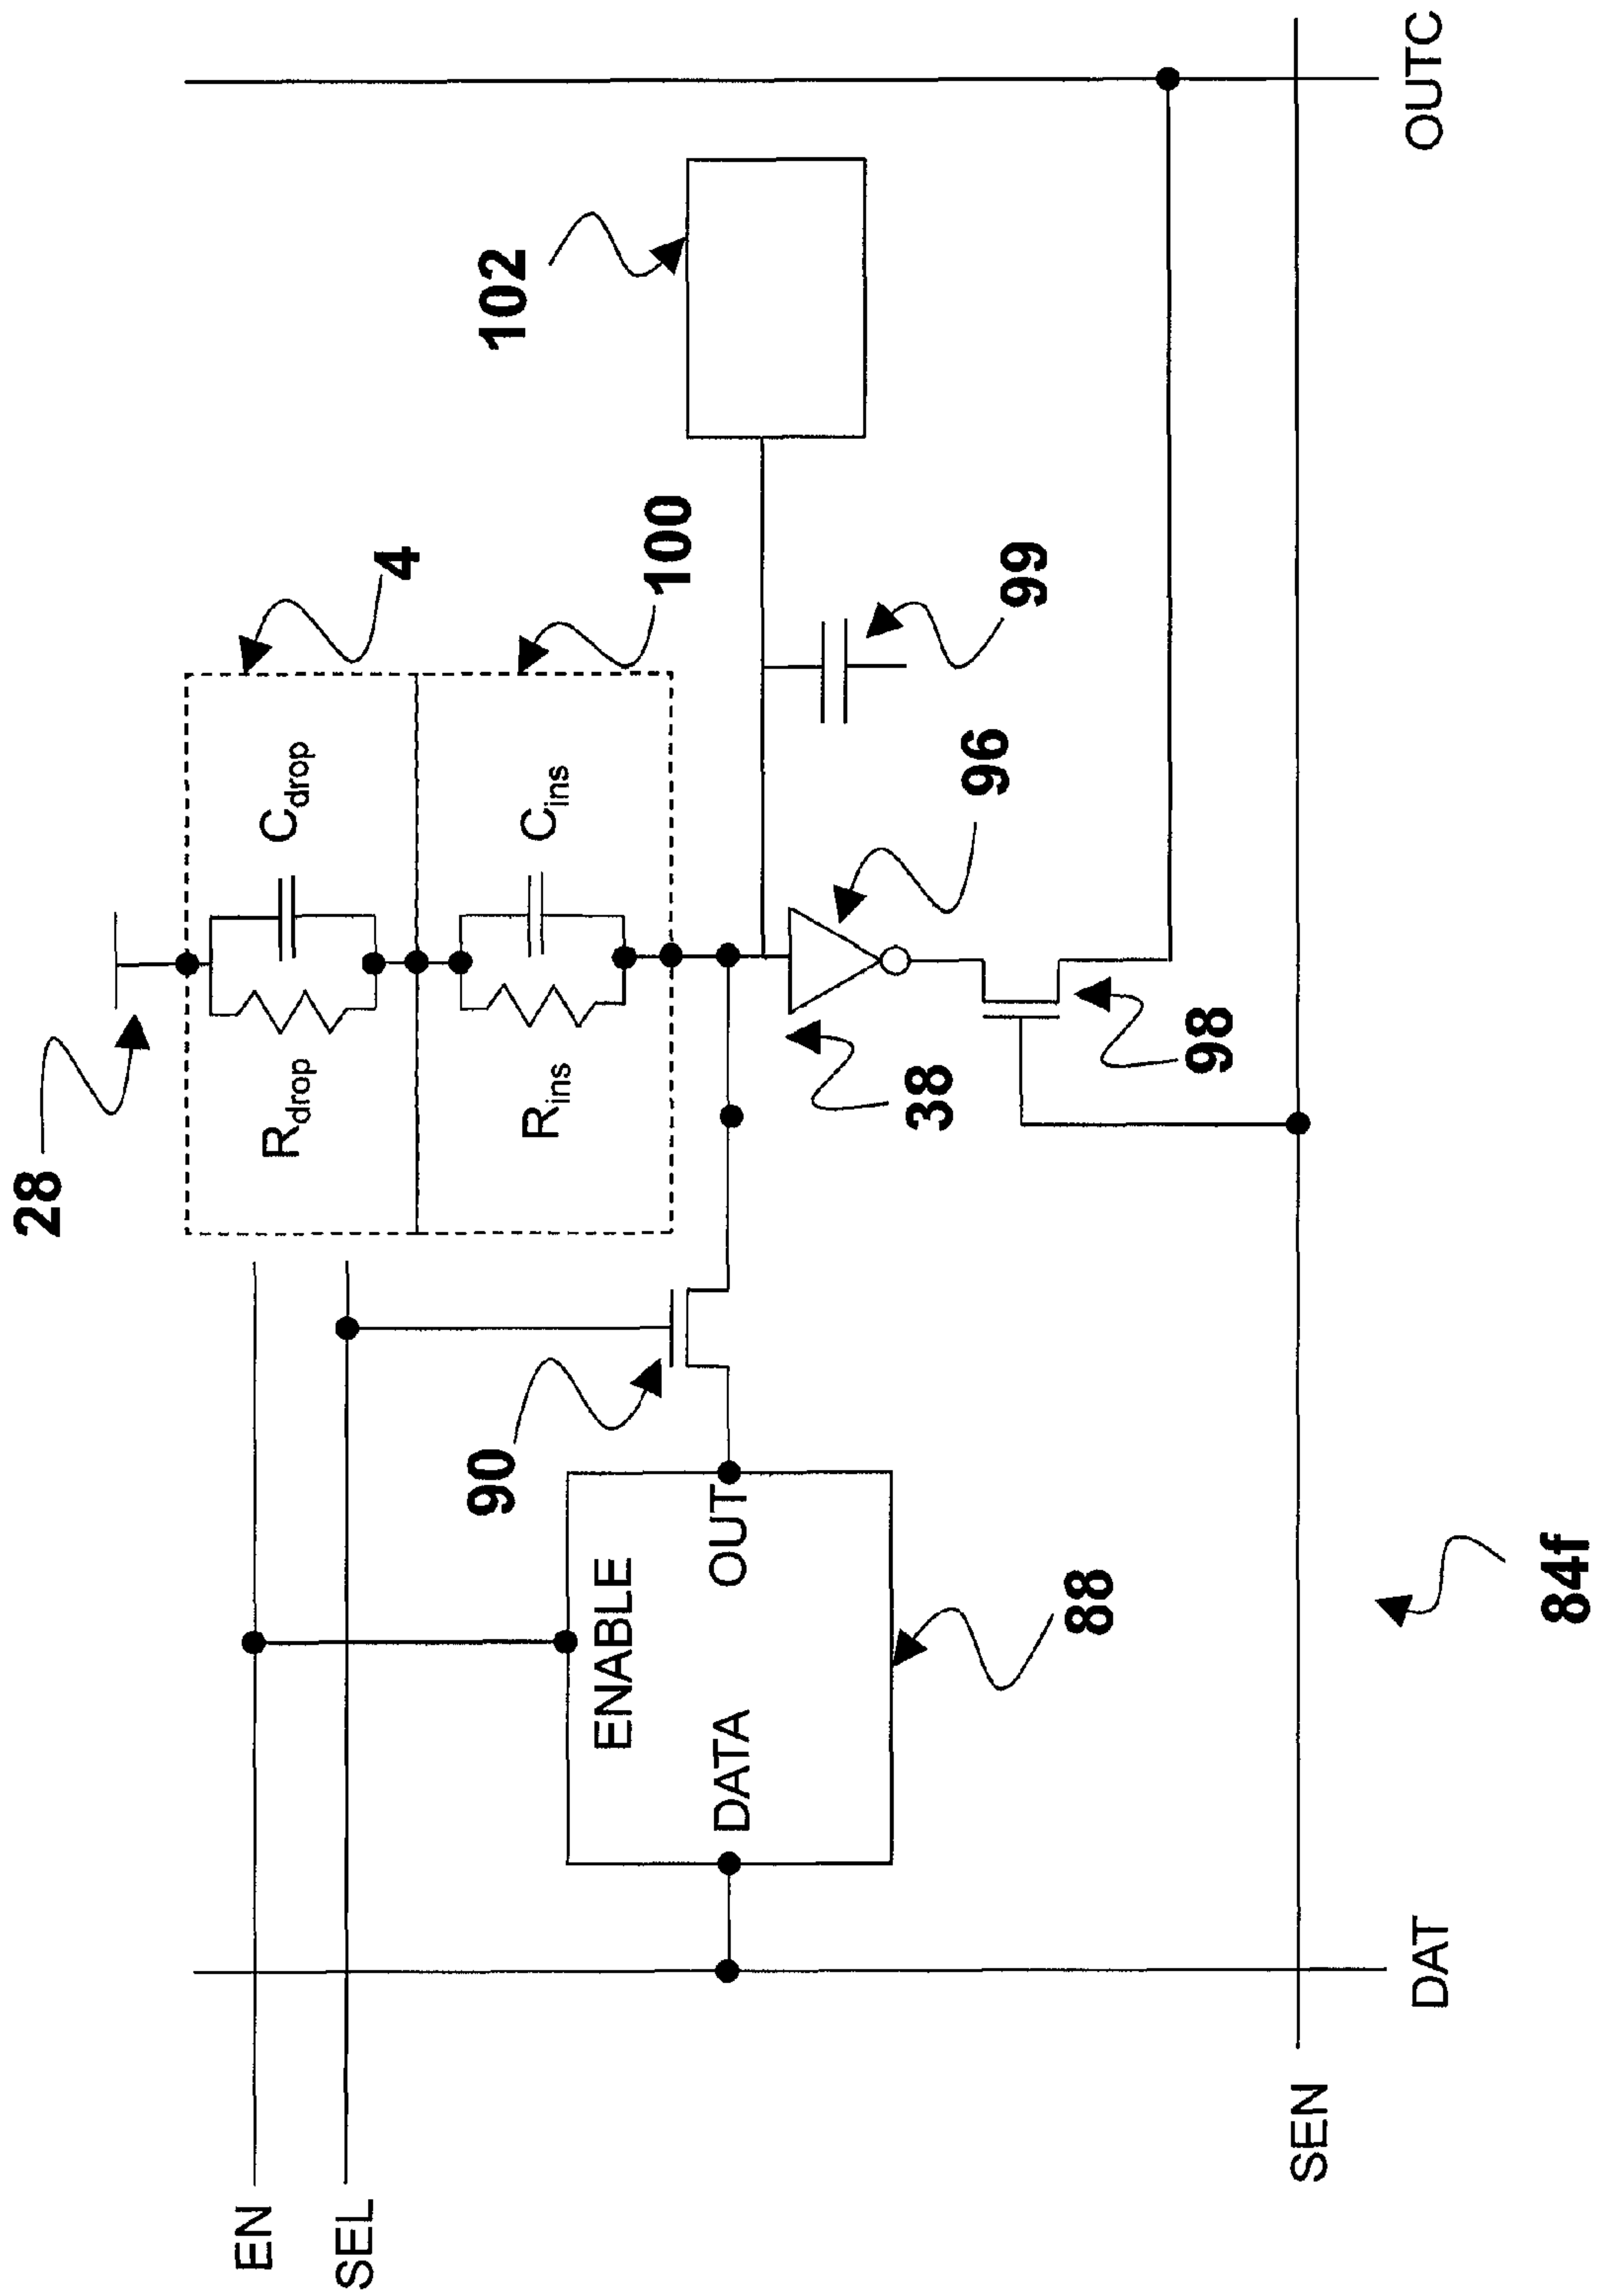 28
4
100
102
R_drop
C_drop
R_ins
C_ins
EN
SEL
90
ENABLE
DATA
OUT
88
38
96
99
98
SEN
DAT
OUTC
84f